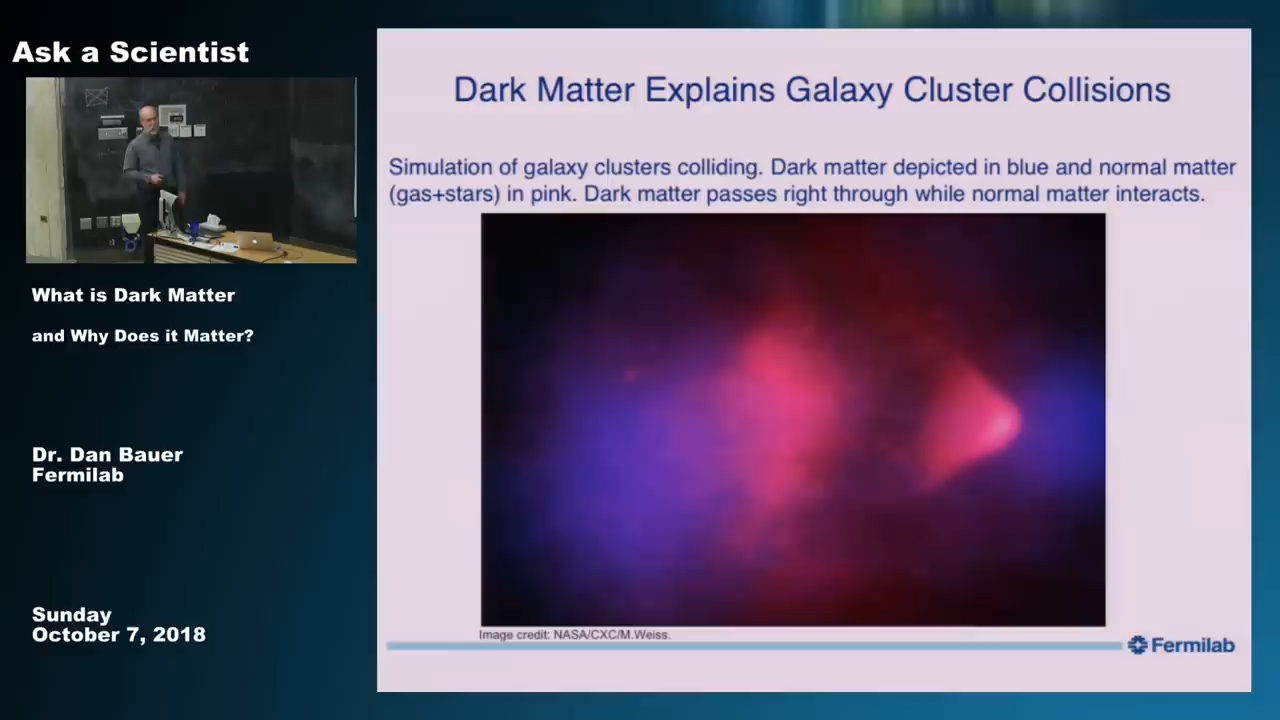 Ask a Scientist
What is Dark Matter
and Why Does it Matter?
Dr. Dan Bauer
Fermilab
Sunday
October 7, 2018
Dark Matter Explains Galaxy Cluster Collisions
Simulation of galaxy clusters colliding. Dark matter depicted in blue and normal matter
(gas+stars) in pink. Dark matter passes right through while normal matter interacts.
Image credit: NASA/CXC/M.Weiss.
Fermilab